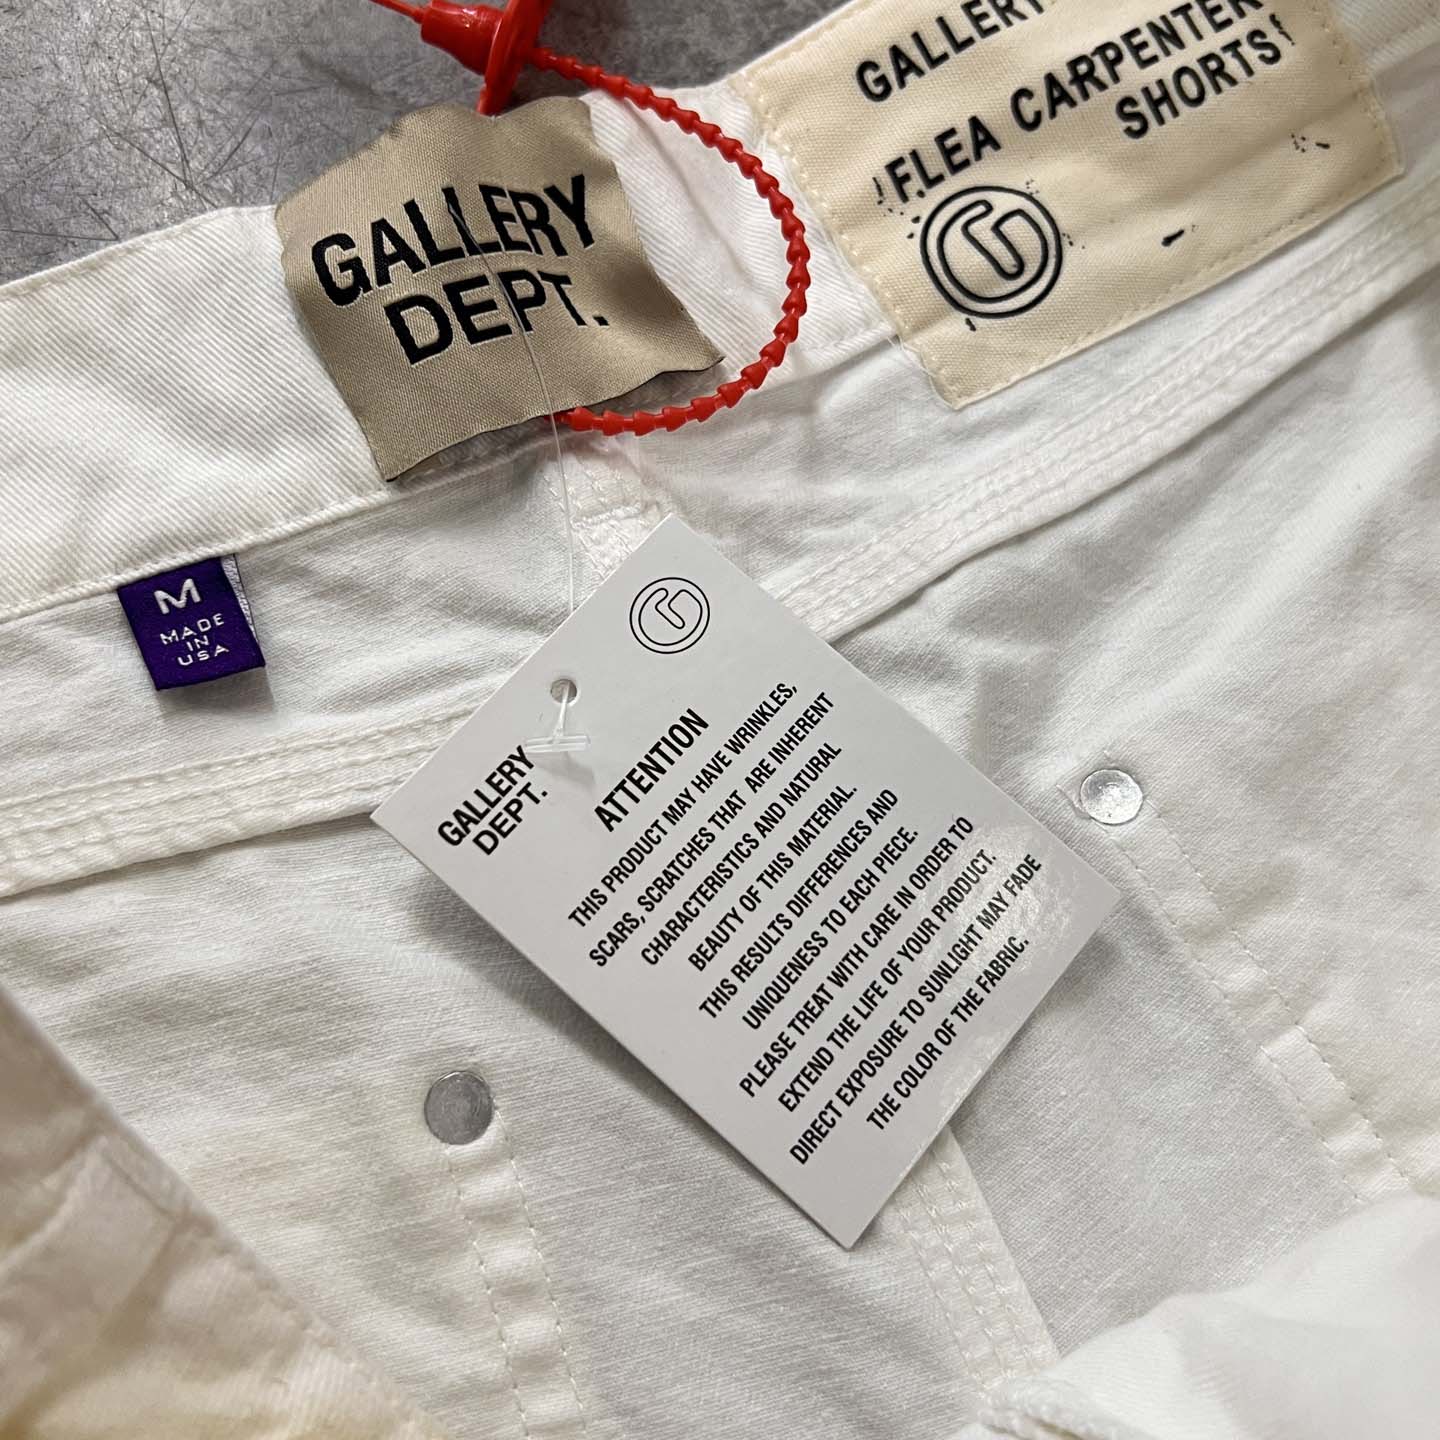 GALLERY
FLEA CARPENTER
SHORTS
GALLERY
DEPT.
M
MADE
IN
USA
GALLERY
DEPT.
ATTENTION
THIS PRODUCT MAY HAVE WRINKLES,
SCARS, SCRATCHES THAT ARE INHERENT
CHARACTERISTICS AND NATURAL
BEAUTY OF THIS MATERIAL.
THIS RESULTS DIFFERENCES AND
UNIQUENESS TO EACH PIECE.
PLEASE TREAT WITH CARE IN ORDER TO
EXTEND THE LIFE OF YOUR PRODUCT.
DIRECT EXPOSURE TO SUNLIGHT MAY FADE
THE COLOR OF THE FABRIC.